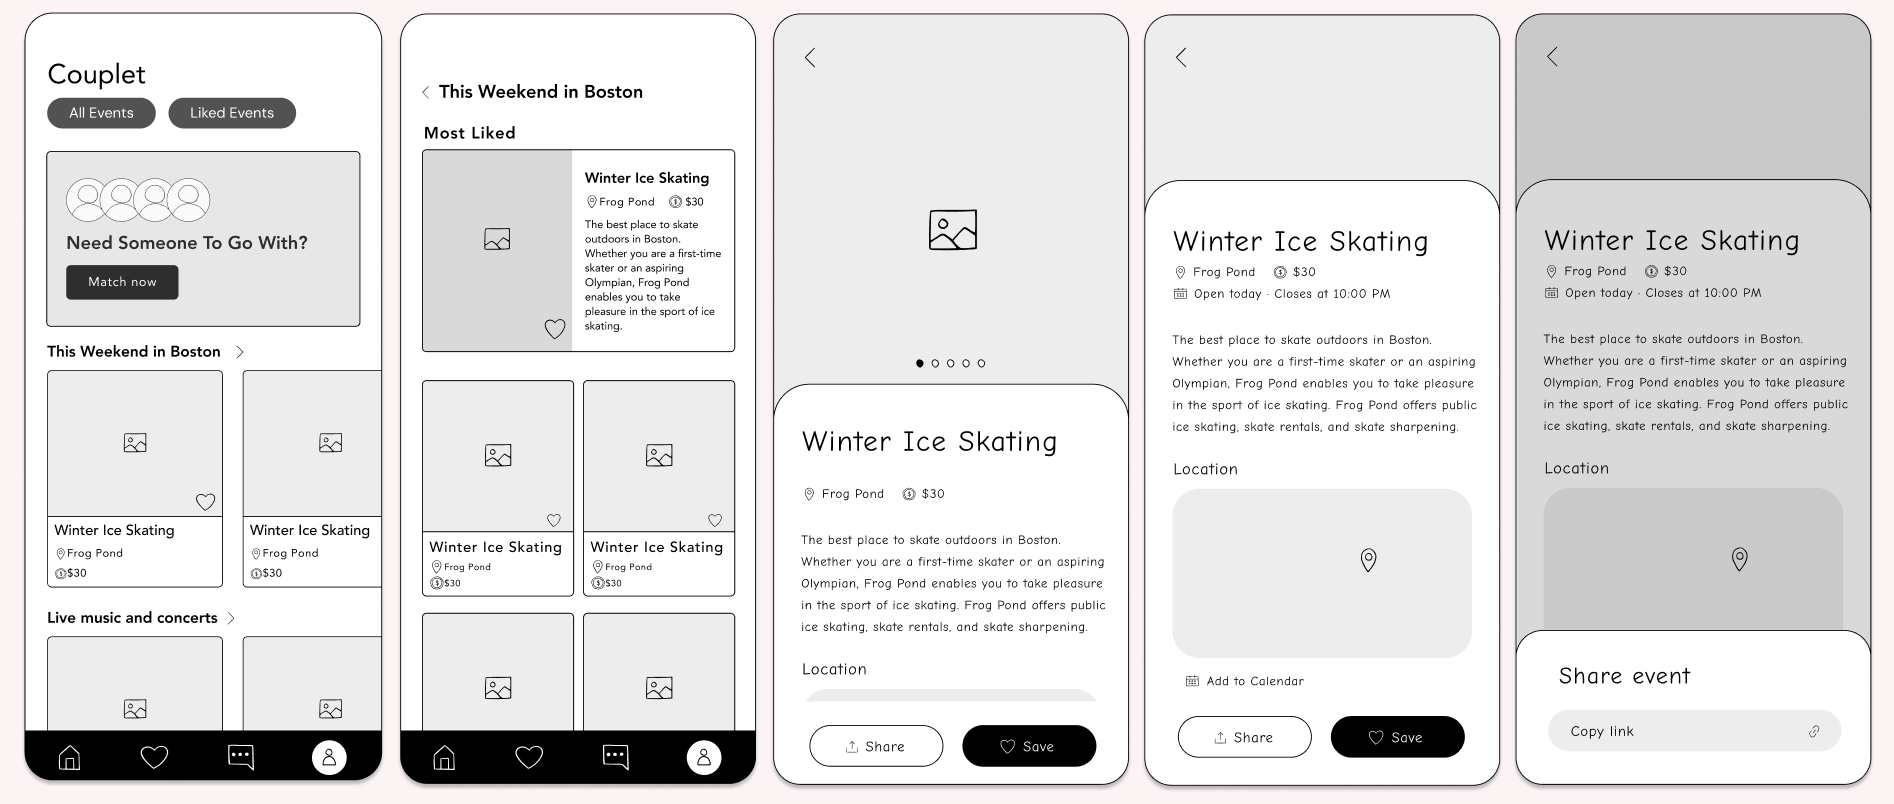 Couplet
All Events
Liked Events
Need Someone To Go With?
Match now
This Weekend in Boston
Winter Ice Skating
Frog Pond
$30
Winter Ice Skating
Frog Pond
$30
Live music and concerts
This Weekend in Boston
Most Liked
Winter Ice Skating
Frog Pond $30
The best place to skate
outdoors in Boston.
Whether you are a first-time
skater or an aspiring
Olympian, Frog Pond
enables you to take
pleasure in the sport of ice
skating.
Winter Ice Skating
Frog Pond
$30
Winter Ice Skating
Frog Pond
$30
Winter Ice Skating
Frog Pond $30
The best place to skate outdoors in Boston.
Whether you are a first-time skater or an aspiring
Olympian, Frog Pond enables you to take pleasure
in the sport of ice skating. Frog Pond offers public
ice skating, skate rentals, and skate sharpening.
Location
Share
Save
Winter Ice Skating
Frog Pond $30
Open today · Closes at 10:00 PM
The best place to skate outdoors in Boston.
Whether you are a first-time skater or an aspiring
Olympian, Frog Pond enables you to take pleasure
in the sport of ice skating. Frog Pond offers public
ice skating, skate rentals, and skate sharpening.
Location
Add to Calendar
Share
Save
Winter Ice Skating
Frog Pond $30
Open today · Closes at 10:00 PM
The best place to skate outdoors in Boston.
Whether you are a first-time skater or an aspiring
Olympian, Frog Pond enables you to take pleasure
in the sport of ice skating. Frog Pond offers public
ice skating, skate rentals, and skate sharpening.
Location
Share event
Copy link